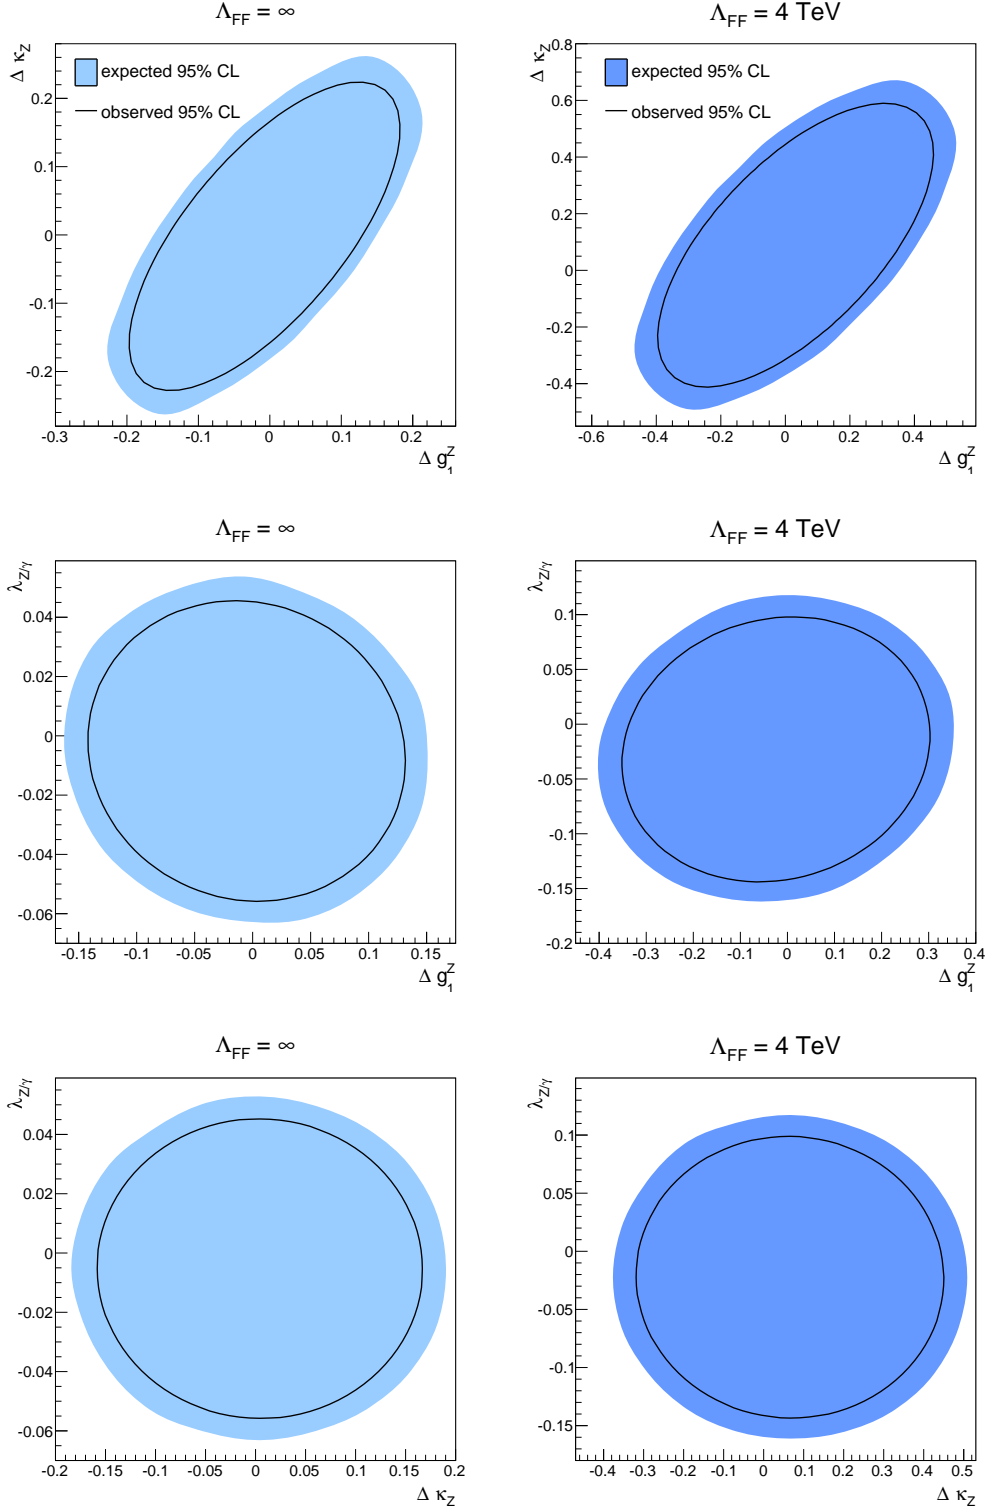 Λ_FF = ∞
Δ κ_Z
expected 95% CL
observed 95% CL
0.2
0.1
0
-0.1
-0.2
-0.3 -0.2 -0.1 0 0.1 0.2
Δ g_1^Z
Λ_FF = 4 TeV
Δ κ_Z
0.8
expected 95% CL
observed 95% CL
0.6
0.4
0.2
0
-0.2
-0.4
-0.6 -0.4 -0.2 0 0.2 0.4
Δ g_1^Z
Λ_FF = ∞
λ_Z/γ
0.04
0.02
0
-0.02
-0.04
-0.06
-0.15 -0.1 -0.05 0 0.05 0.1 0.15
Δ g_1^Z
Λ_FF = 4 TeV
λ_Z/γ
0.1
0.05
0
-0.05
-0.1
-0.15
-0.2
-0.4 -0.3 -0.2 -0.1 0 0.1 0.2 0.3 0.4
Δ g_1^Z
Λ_FF = ∞
λ_Z/γ
0.04
0.02
0
-0.02
-0.04
-0.06
-0.2 -0.15 -0.1 -0.05 0 0.05 0.1 0.15 0.2
Δ κ_Z
Λ_FF = 4 TeV
λ_Z/γ
0.1
0.05
0
-0.05
-0.1
-0.15
-0.4 -0.3 -0.2 -0.1 0 0.1 0.2 0.3 0.4 0.5
Δ κ_Z